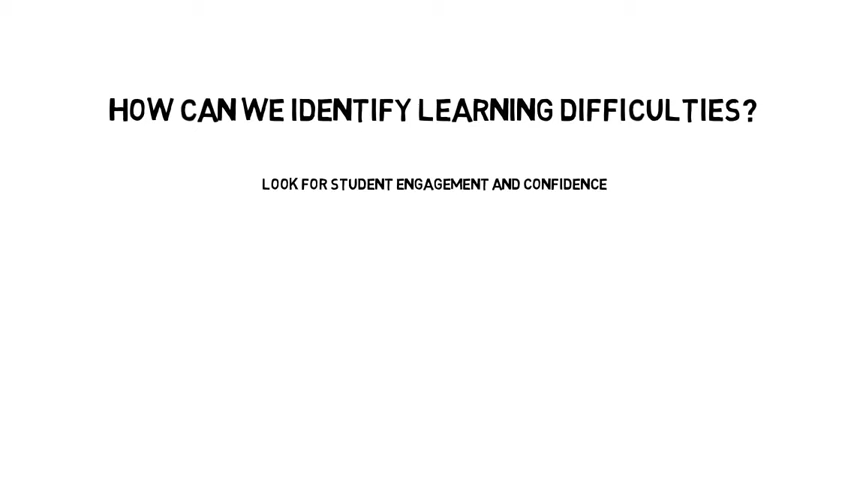 HOW CAN WE IDENTIFY LEARNING DIFFICULTIES?
LOOK FOR STUDENT ENGAGEMENT AND CONFIDENCE